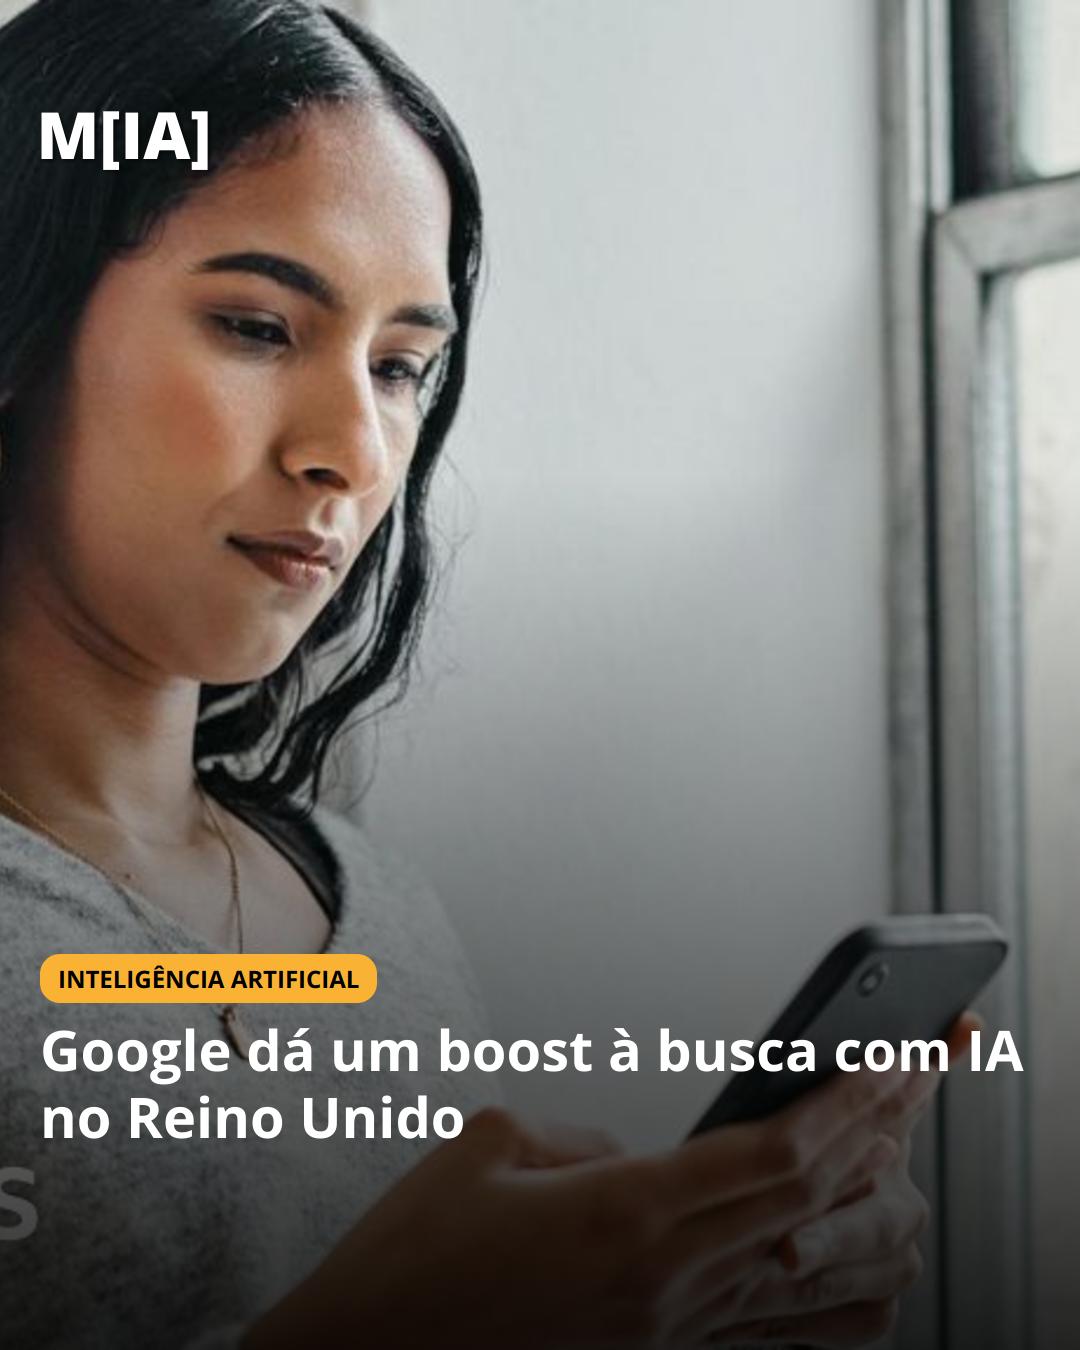 M[IA]
INTELIGÊNCIA ARTIFICIAL
Google dá um boost à busca com IA
no Reino Unido
S